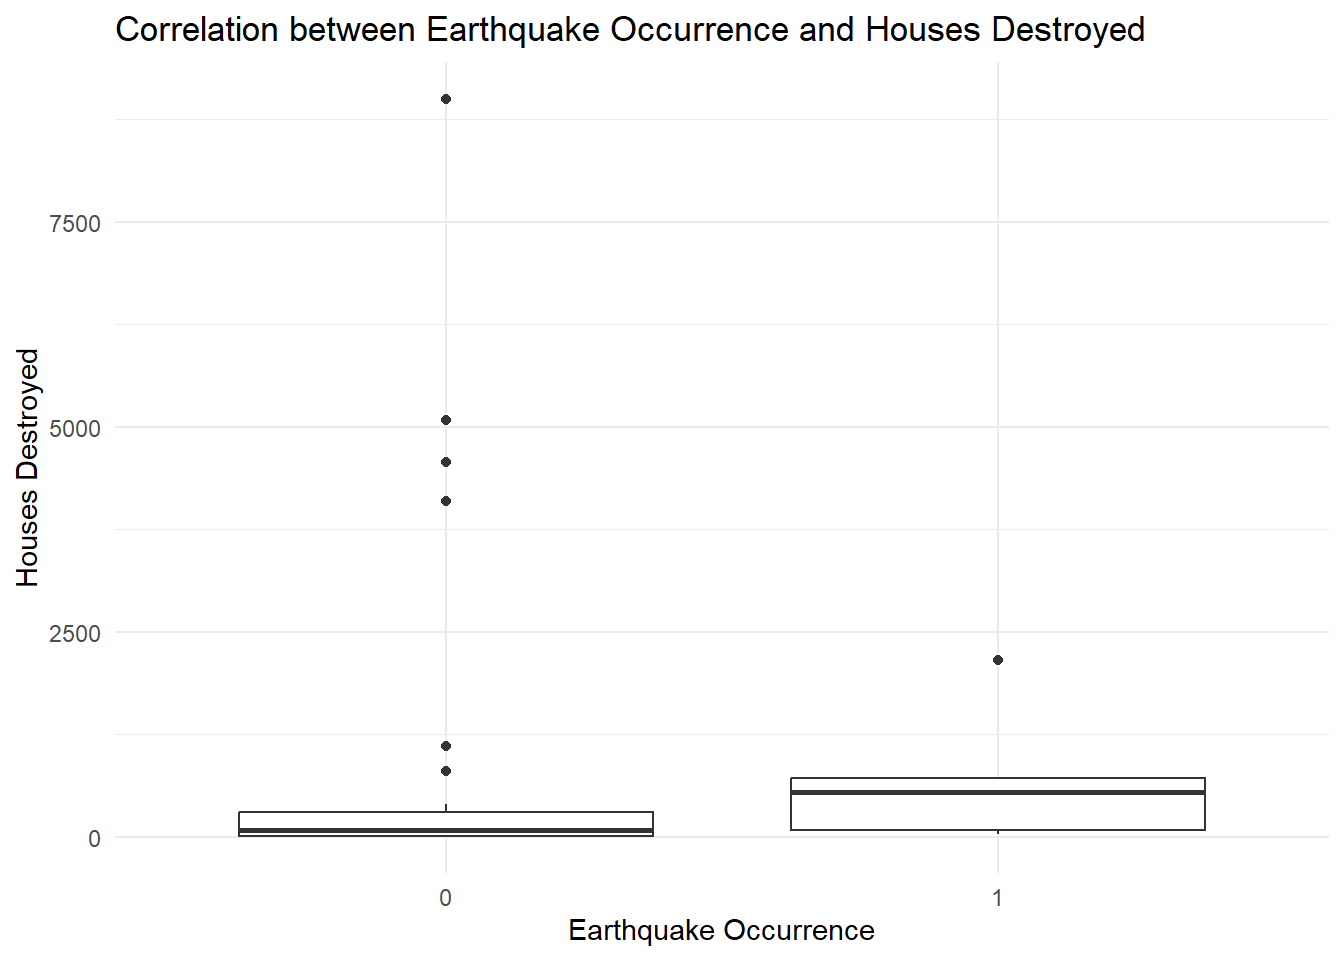 Correlation between Earthquake Occurrence and Houses Destroyed
7500
5000
2500
0
Houses Destroyed
0 1
Earthquake Occurrence